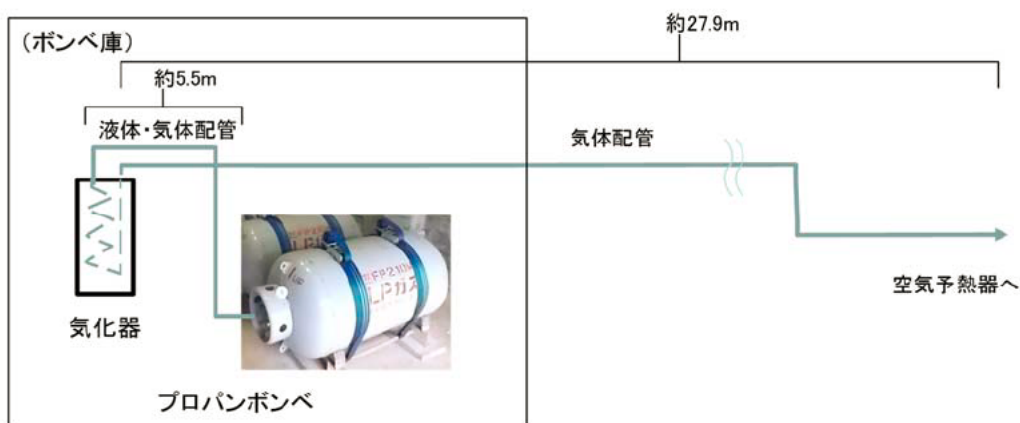 (ボンベ庫)
約27.9m
約5.5m
液体・気体配管
気体配管
LPガス
空気予熱器へ
気化器
プロパンボンベ